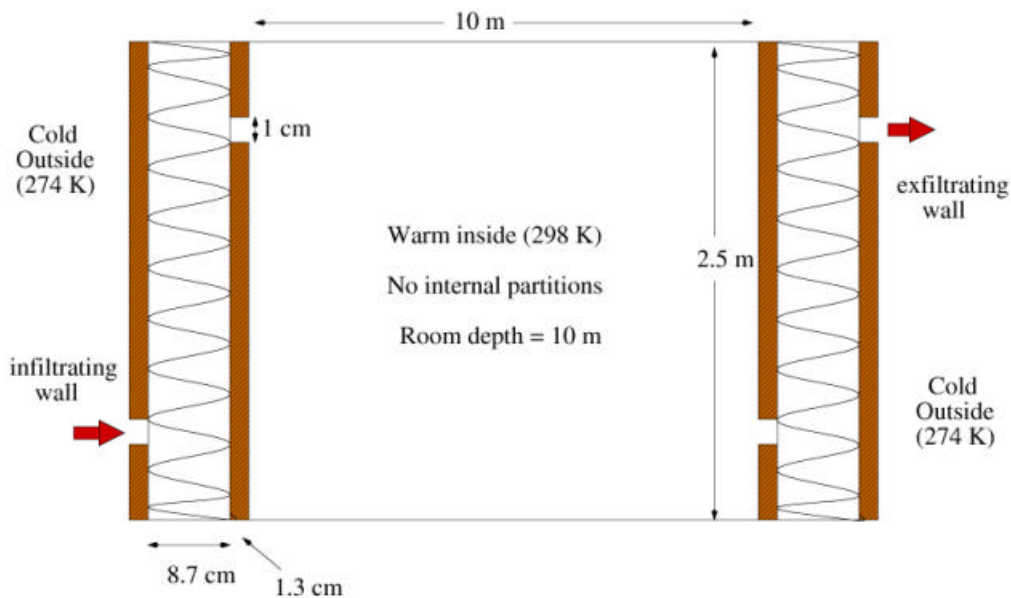 10 m
Cold
Outside
(274 K)
1 cm
exfiltrating
wall
Warm inside (298 K)
2.5 m
No internal partitions
Room depth = 10 m
infiltrating
wall
Cold
Outside
(274 K)
8.7 cm
1.3 cm